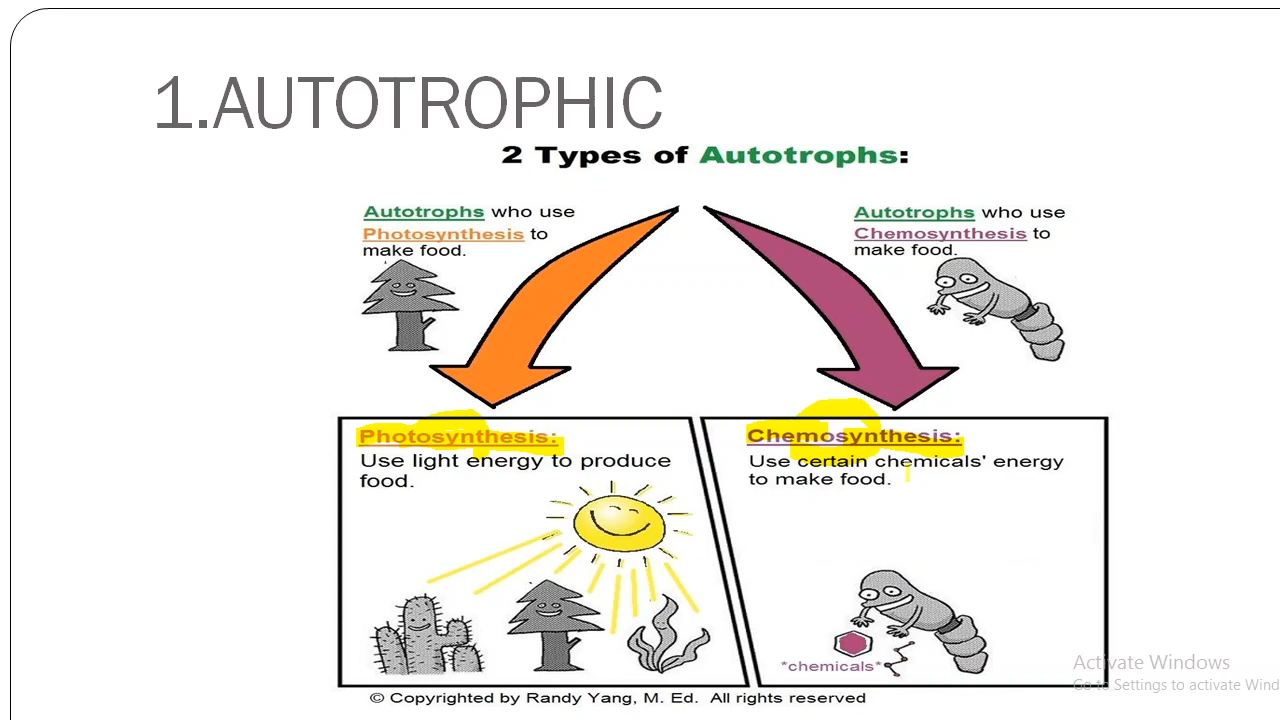 1.AUTOTROPHIC
2 Types of Autotrophs:
Autotrophs who use
Photosynthesis to
make food.
Autotrophs who use
Chemosynthesis to
make food.
Photosynthesis:
Use light energy to produce
food.
Chemosynthesis:
Use certain chemicals' energy
to make food.
*chemicals*
© Copyrighted by Randy Yang, M. Ed. All rights reserved
Activate Windows
Go to Settings to activate Wind